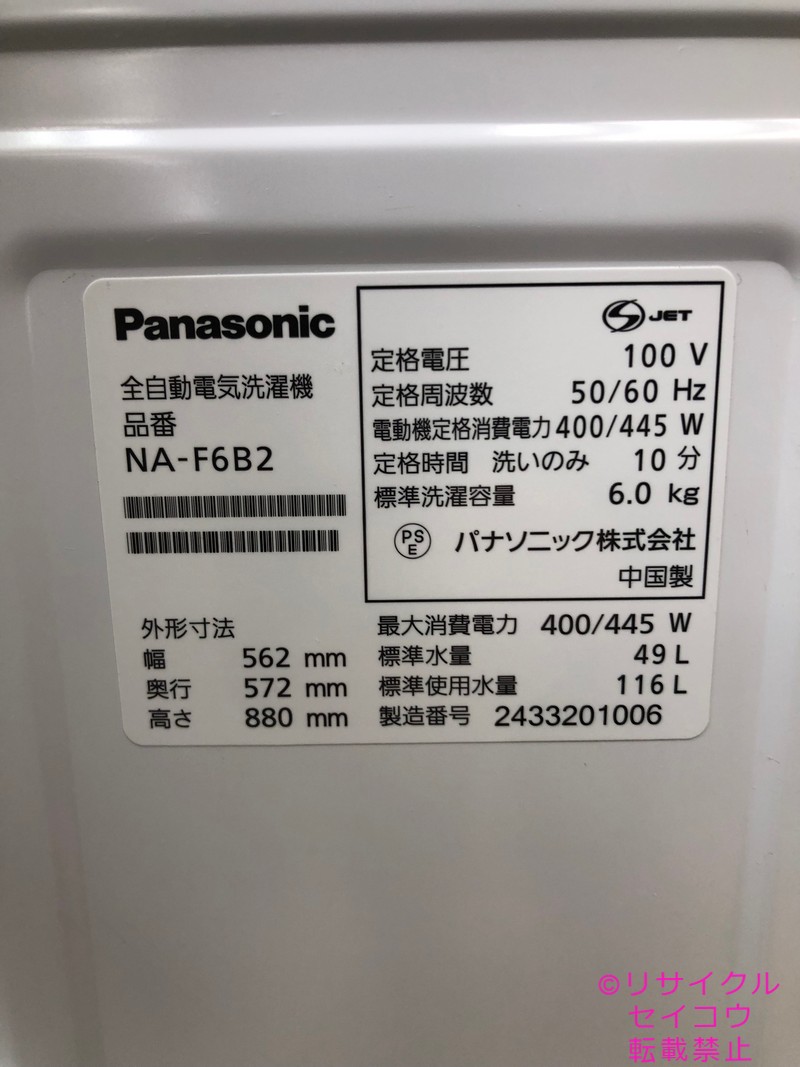 Panasonic
全自動電気洗濯機
品番
NA-F6B2
JET
定格電圧 100 V
定格周波数 50/60 Hz
電動機定格消費電力 400/445 W
定格時間 洗いのみ 10 分
標準洗濯容量 6.0 kg
PS
E
パナソニック株式会社
中国製
外形寸法
幅 562 mm
奥行 572 mm
高さ 880 mm
最大消費電力 400/445 W
標準水量 49 L
標準使用水量 116 L
製造番号 2433201006
©リサイクル
セイコウ
転載禁止